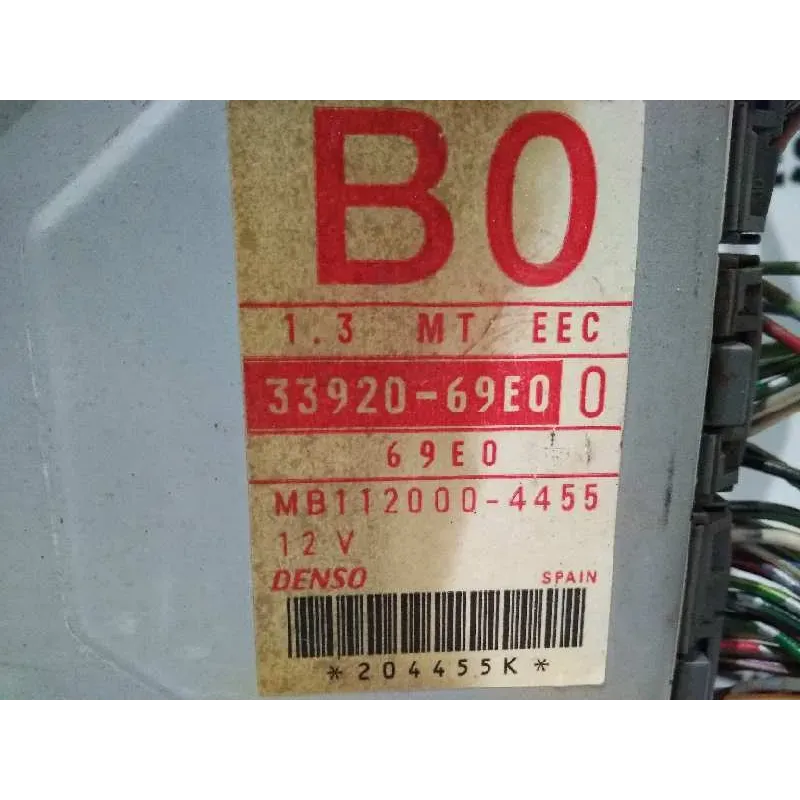 B0
1.3 MT EEC
33920-69E0 0
69E0
MB112000-4455
12V
DENSO SPAIN
*204455K*